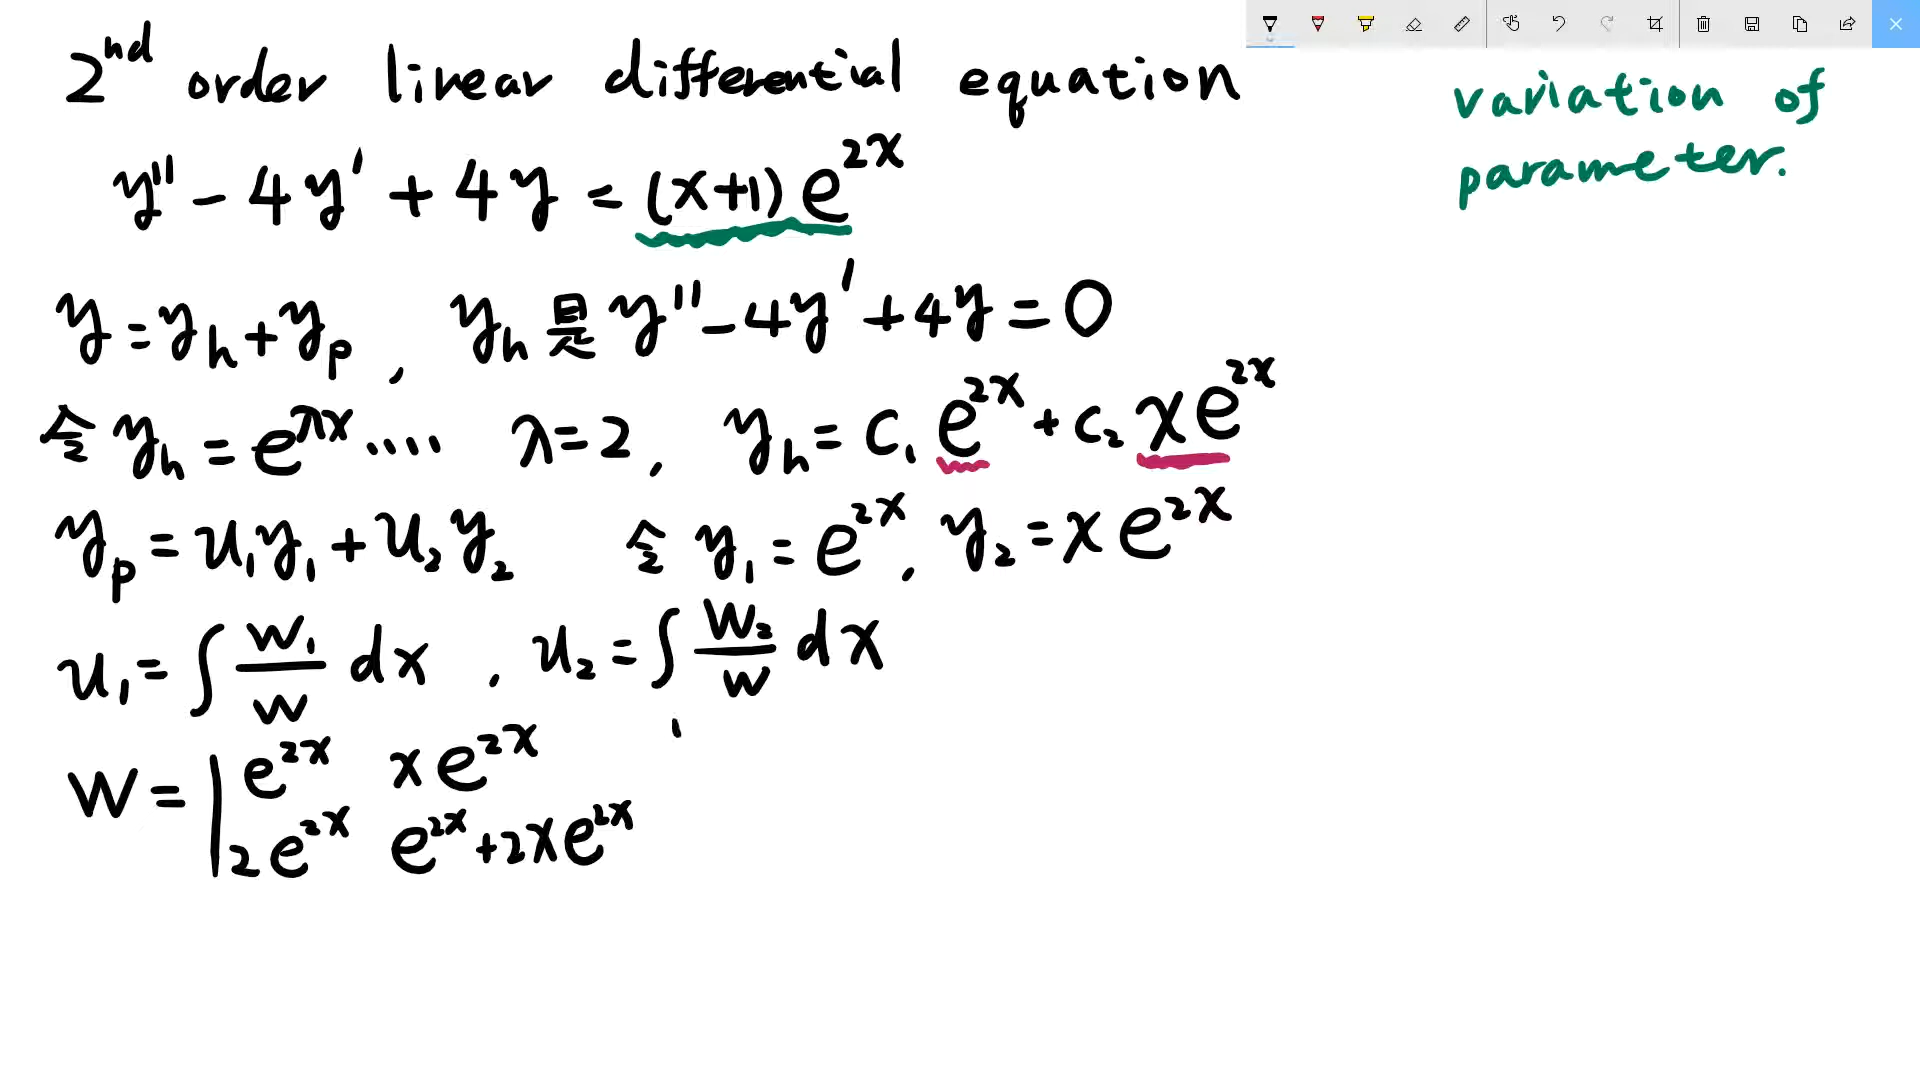 2nd order linear differential equation
variation of
parameter.
y'' - 4y' + 4y = (x+1) e^{2x}
y = y_h + y_p , y_h 是 y'' - 4y' + 4y = 0
令 y_h = e^{λx} .... λ = 2 , y_h = C_1 e^{2x} + C_2 x e^{2x}
y_p = u_1 y_1 + u_2 y_2 令 y_1 = e^{2x} , y_2 = x e^{2x}
u_1 = ∫ W_1/W dx , u_2 = ∫ W_2/W dx
W = | e^{2x} x e^{2x}
2e^{2x} e^{2x} + 2x e^{2x}